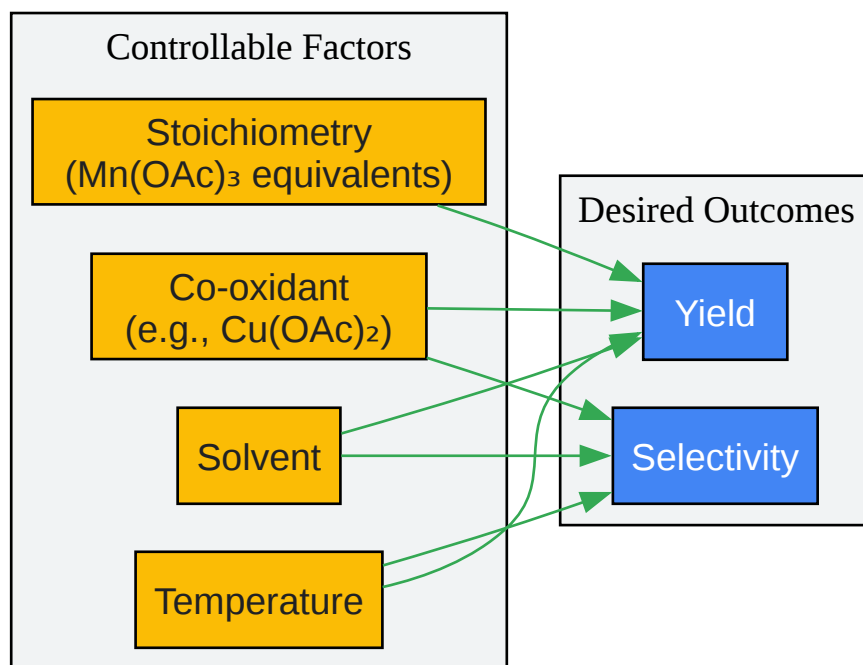 Controllable Factors
Stoichiometry
(Mn(OAc)₃ equivalents)
Co-oxidant
(e.g., Cu(OAc)₂)
Solvent
Temperature
Desired Outcomes
Yield
Selectivity